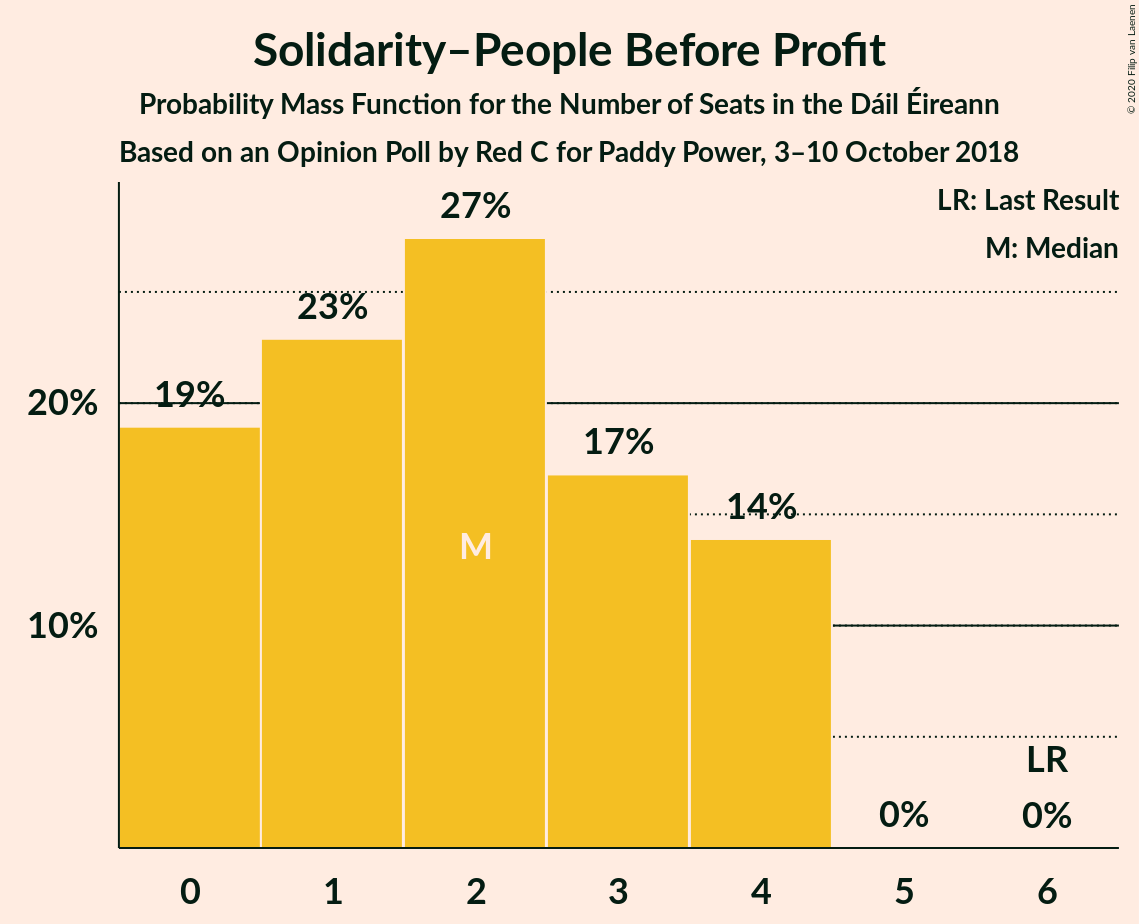 Solidarity–People Before Profit
Probability Mass Function for the Number of Seats in the Dáil Éireann
Based on an Opinion Poll by Red C for Paddy Power, 3–10 October 2018
© 2020 Filip van Laenen
LR: Last Result
M: Median
27%
23%
19%
20%
17%
14%
M
10%
LR
0%
0%
0 1 2 3 4 5 6